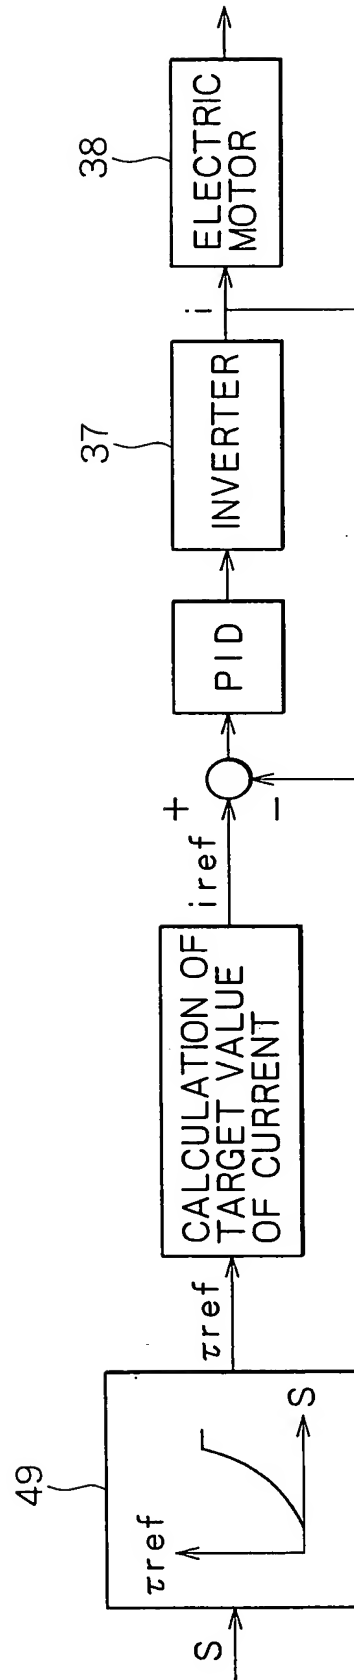 S
49
τref
S
τref
CALCULATION OF
TARGET VALUE
OF CURRENT
iref
+
−
PID
37
INVERTER
i
38
ELECTRIC
MOTOR